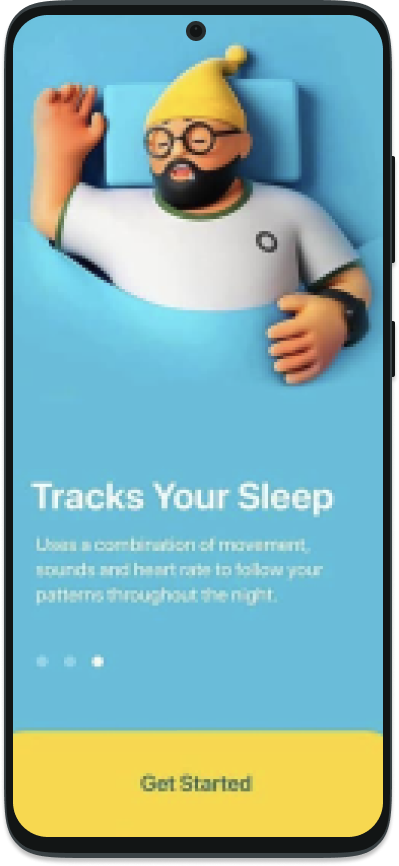 Tracks Your Sleep
Uses a combination of movement,
sounds and heart rate to follow your
patterns throughout the night.
Get Started